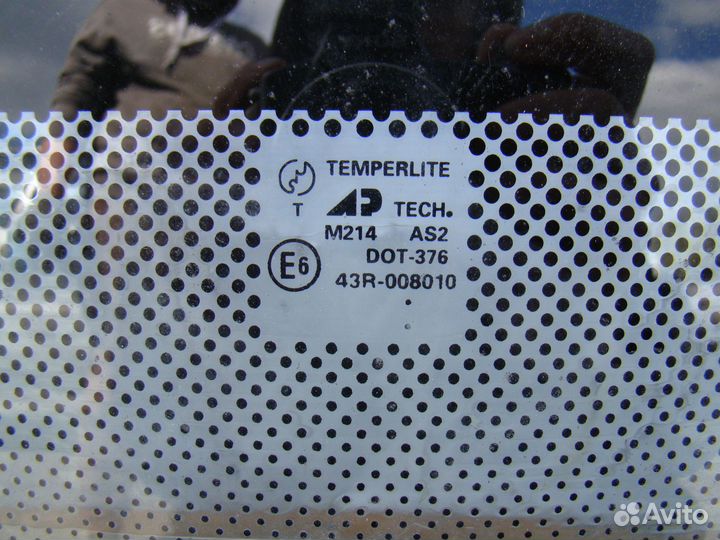 TEMPERLITE
T AP TECH.
M214 AS2
E6 DOT-376
43R-008010
Avito